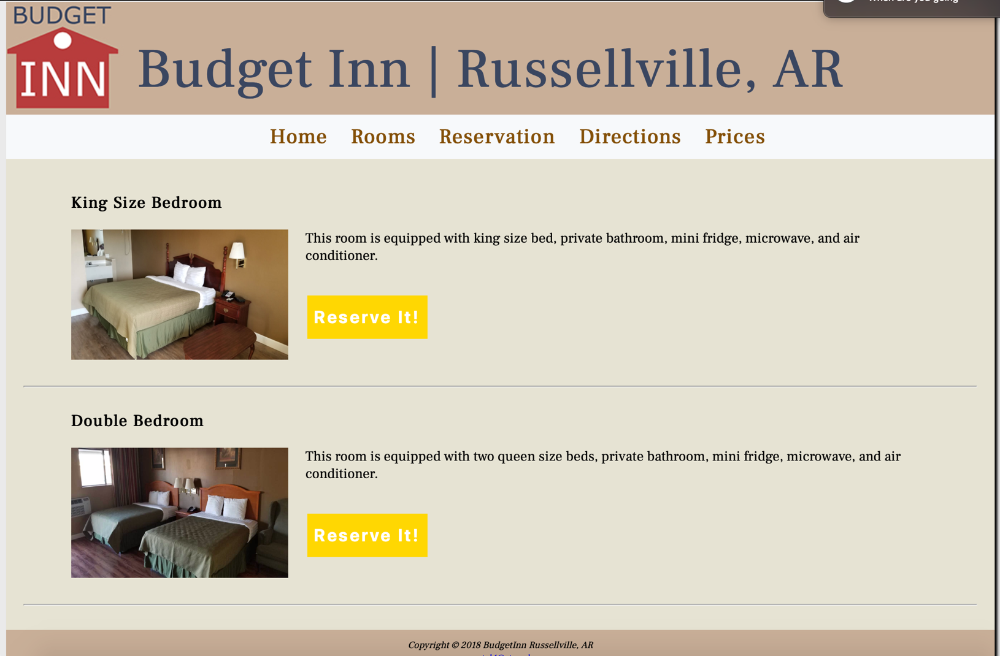 BUDGET
INN
Budget Inn | Russellville, AR
Home Rooms Reservation Directions Prices
King Size Bedroom
This room is equipped with king size bed, private bathroom, mini fridge, microwave, and air
conditioner.
Reserve It!
Double Bedroom
This room is equipped with two queen size beds, private bathroom, mini fridge, microwave, and air
conditioner.
Reserve It!
Copyright © 2018 BudgetInn Russellville, AR